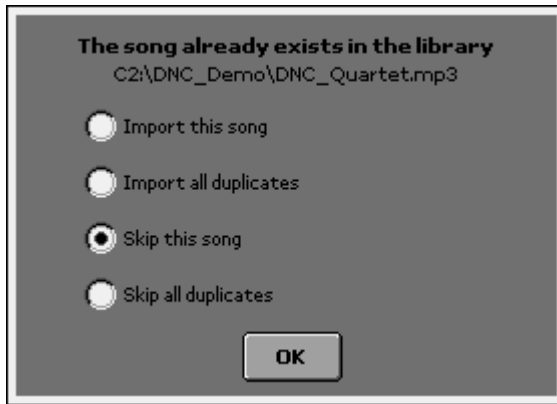 The song already exists in the library
C2:\DNC_Demo\DNC_Quartet.mp3
Import this song
Import all duplicates
Skip this song
Skip all duplicates
OK